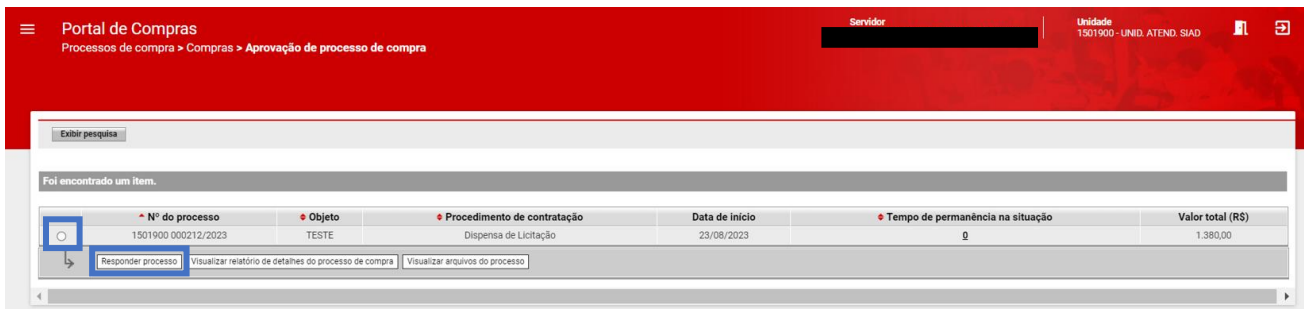 Portal de Compras
Processos de compra > Compras > Aprovação de processo de compra
Servidor
Unidade
1501900 - UNID. ATEND. SIAD
Exibir pesquisa
Foi encontrado um item.
Nº do processo Objeto Procedimento de contratação Data de início Tempo de permanência na situação Valor total (R$)
1501900 000212/2023 TESTE Dispensa de Licitação 23/08/2023 0 1.380,00
Responder processo Visualizar relatório de detalhes do processo de compra Visualizar arquivos do processo